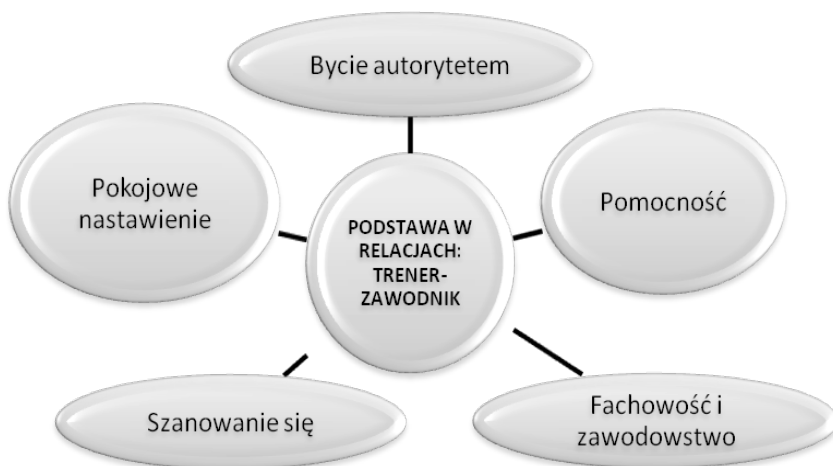 Bycie autorytetem
Pokojowe
nastawienie
Pomocność
PODSTAWA W
RELACJACH:
TRENER-
ZAWODNIK
Szanowanie się
Fachowość i
zawodowstwo